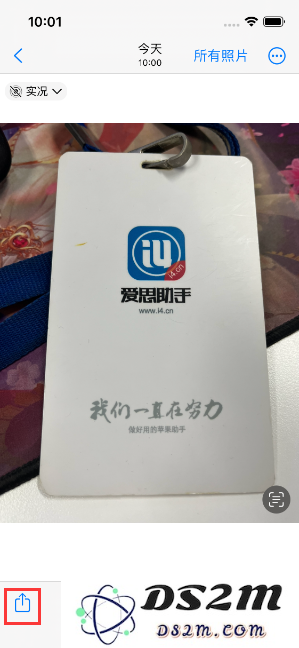 10:01
今天
10:00
所有照片
实况
i4
i4.cn
爱思助手
www.i4.cn
我们一直在努力
做好用的苹果助手
DS2M
DS2M.com